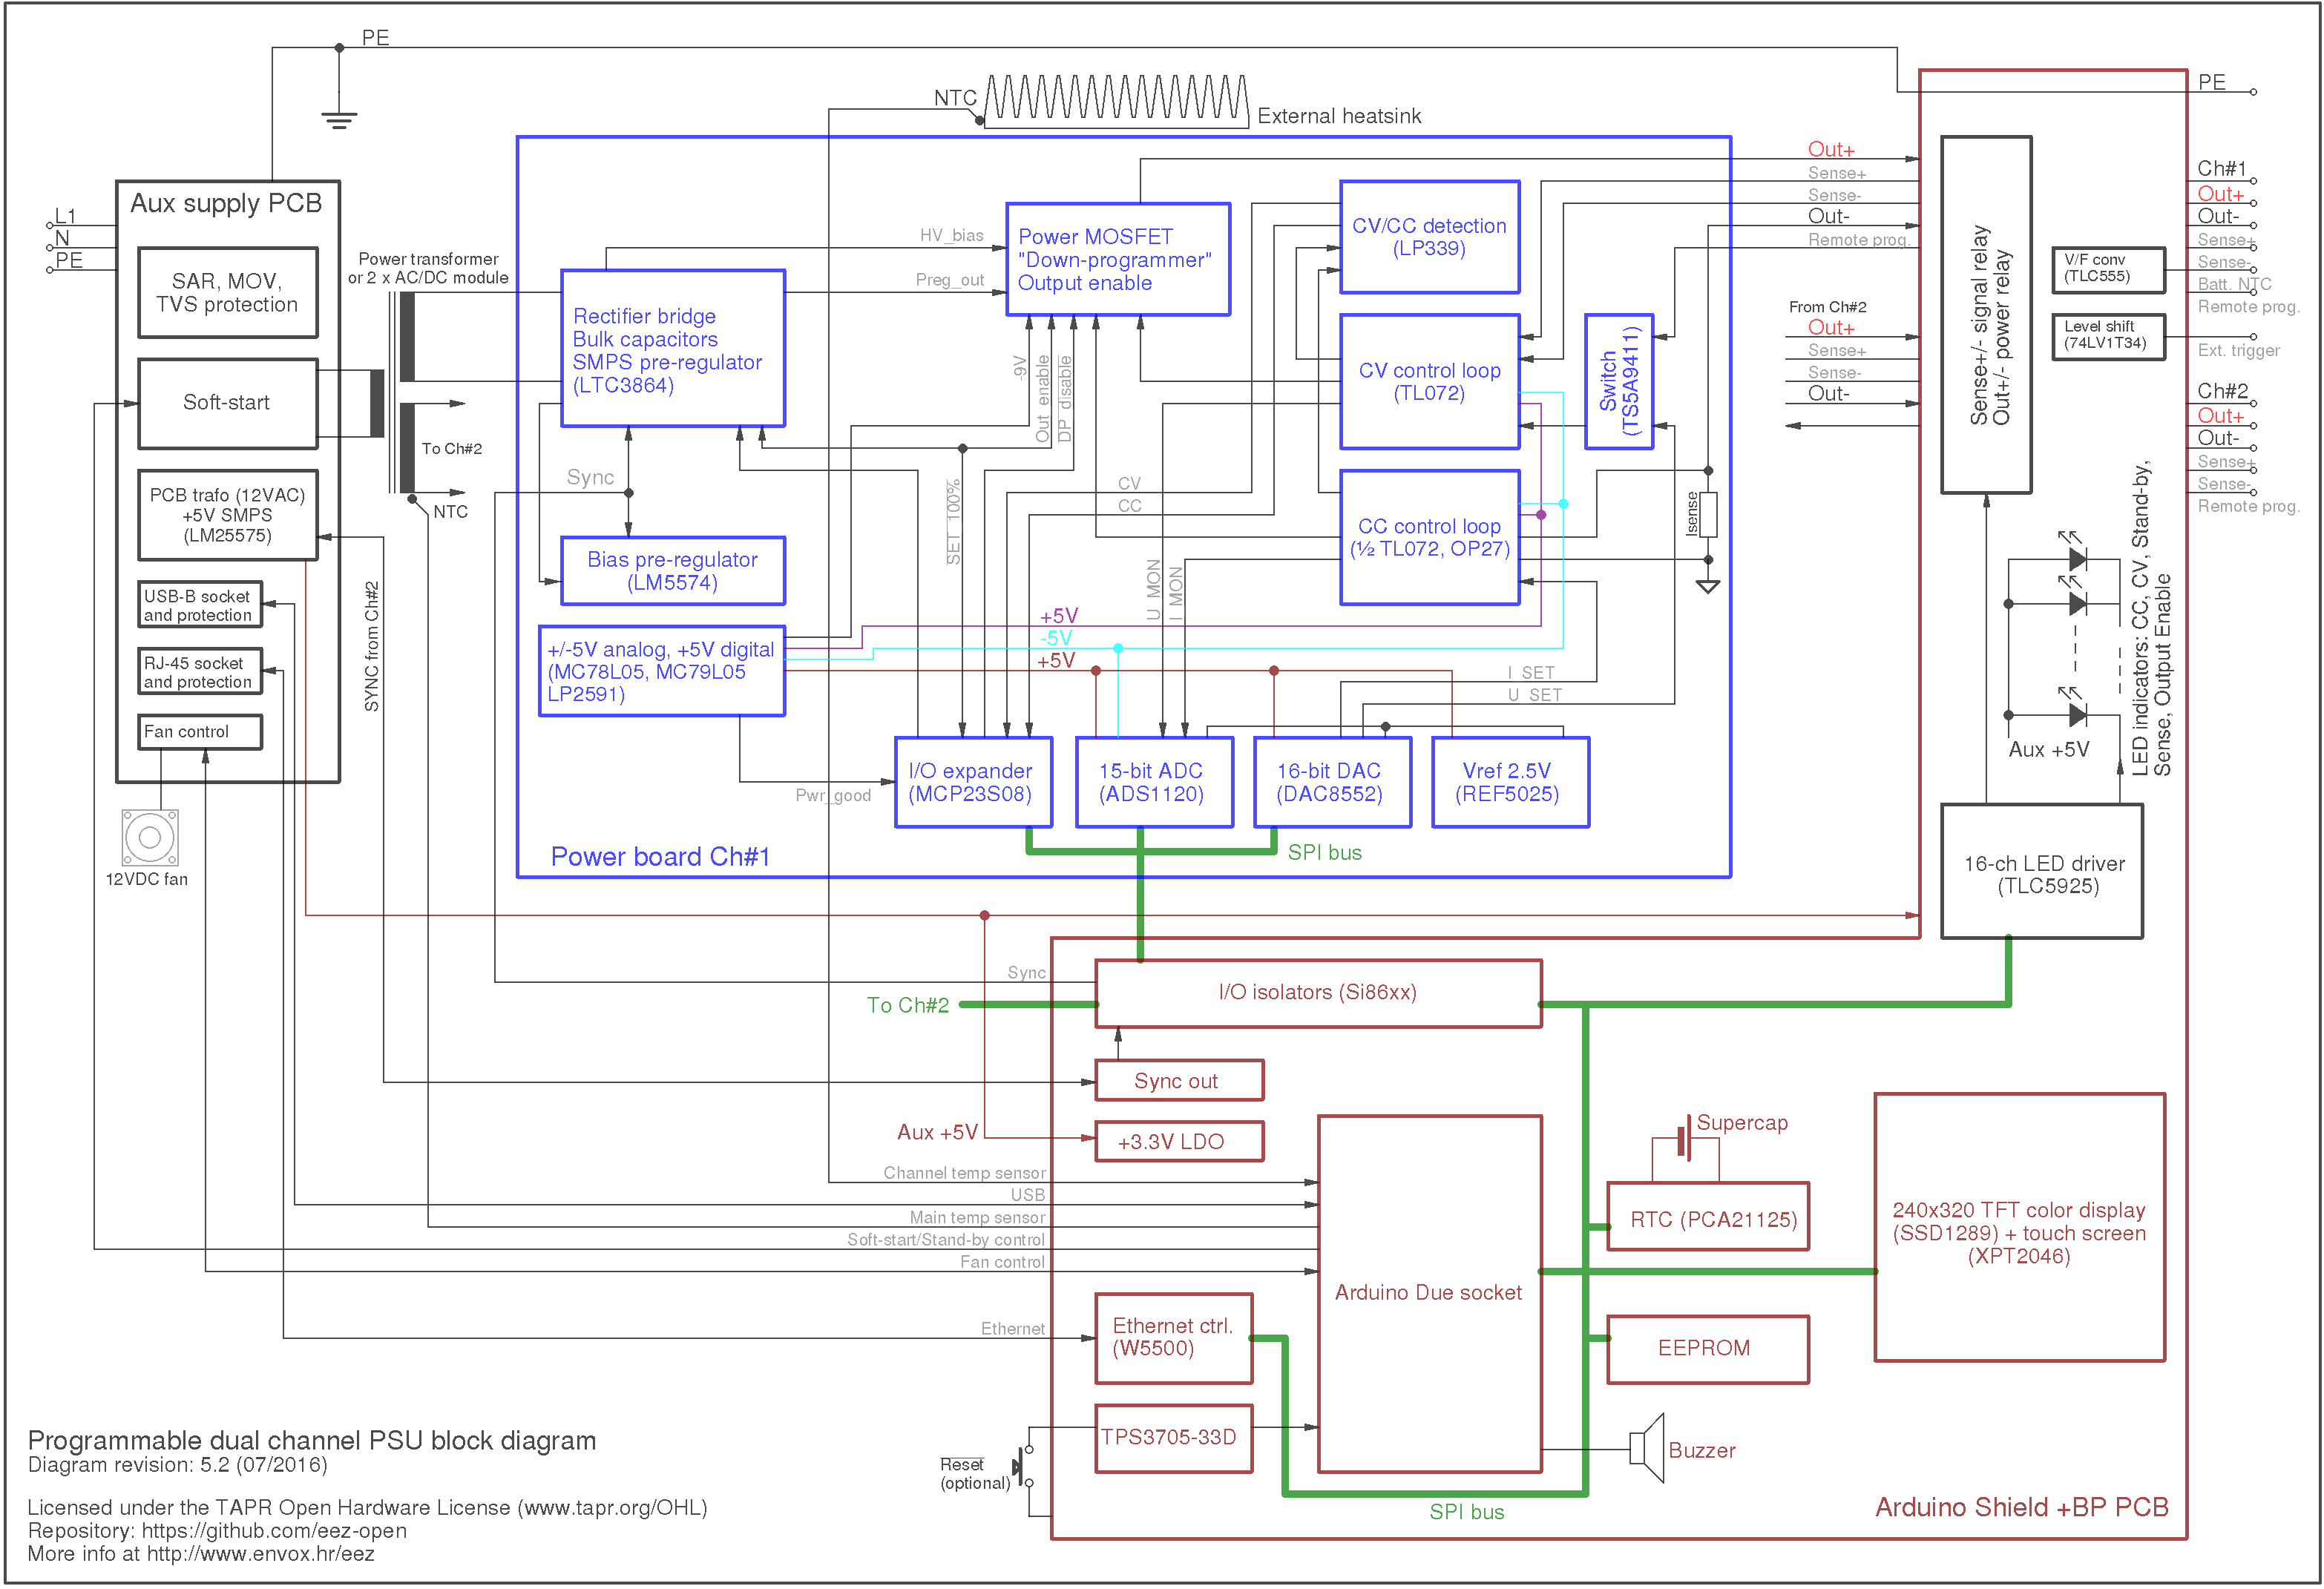 PE
NTC
External heatsink
Aux supply PCB
L1
N
PE
SAR, MOV,
TVS protection
Soft-start
PCB trafo (12VAC)
+5V SMPS
(LM25575)
USB-B socket
and protection
RJ-45 socket
and protection
Fan control
12VDC fan
Power transformer
or 2 x AC/DC module
To Ch#2
NTC
SYNC from Ch#2
HV_bias
Preg_out
Rectifier bridge
Bulk capacitors
SMPS pre-regulator
(LTC3864)
Sync
Bias pre-regulator
(LM5574)
+/-5V analog, +5V digital
(MC78L05, MC79L05
LP2591)
Pwr_good
Power board Ch#1
Power MOSFET
"Down-programmer"
Output enable
-9V
Out_enable
DP_disable
SET_100%
CV
CC
U_MON
I_MON
+5V
-5V
+5V
CV/CC detection
(LP339)
CV control loop
(TL072)
CC control loop
(½ TL072, OP27)
Switch
(TS5A9411)
Isense
I_SET
U_SET
I/O expander
(MCP23S08)
15-bit ADC
(ADS1120)
16-bit DAC
(DAC8552)
Vref 2.5V
(REF5025)
SPI bus
Out+
Sense+
Sense-
Out-
Remote prog.
From Ch#2
Out+
Sense+
Sense-
Out-
Sense+/- signal relay
Out+/- power relay
V/F conv
(TLC555)
Level shift
(74LV1T34)
PE
Ch#1
Out+
Out-
Sense+
Sense-
Batt. NTC
Remote prog.
Ext. trigger
Ch#2
Out+
Out-
Sense+
Sense-
Remote prog.
LED indicators: CC, CV, Stand-by,
Sense, Output Enable
Aux +5V
16-ch LED driver
(TLC5925)
Sync
To Ch#2
I/O isolators (Si86xx)
Sync out
Aux +5V
+3.3V LDO
Channel temp sensor
USB
Main temp sensor
Soft-start/Stand-by control
Fan control
Ethernet
Ethernet ctrl.
(W5500)
Reset
(optional)
TPS3705-33D
Arduino Due socket
Supercap
RTC (PCA21125)
EEPROM
Buzzer
240x320 TFT color display
(SSD1289) + touch screen
(XPT2046)
SPI bus
Arduino Shield +BP PCB
Programmable dual channel PSU block diagram
Diagram revision: 5.2 (07/2016)
Licensed under the TAPR Open Hardware License (www.tapr.org/OHL)
Repository: https://github.com/eez-open
More info at http://www.envox.hr/eez